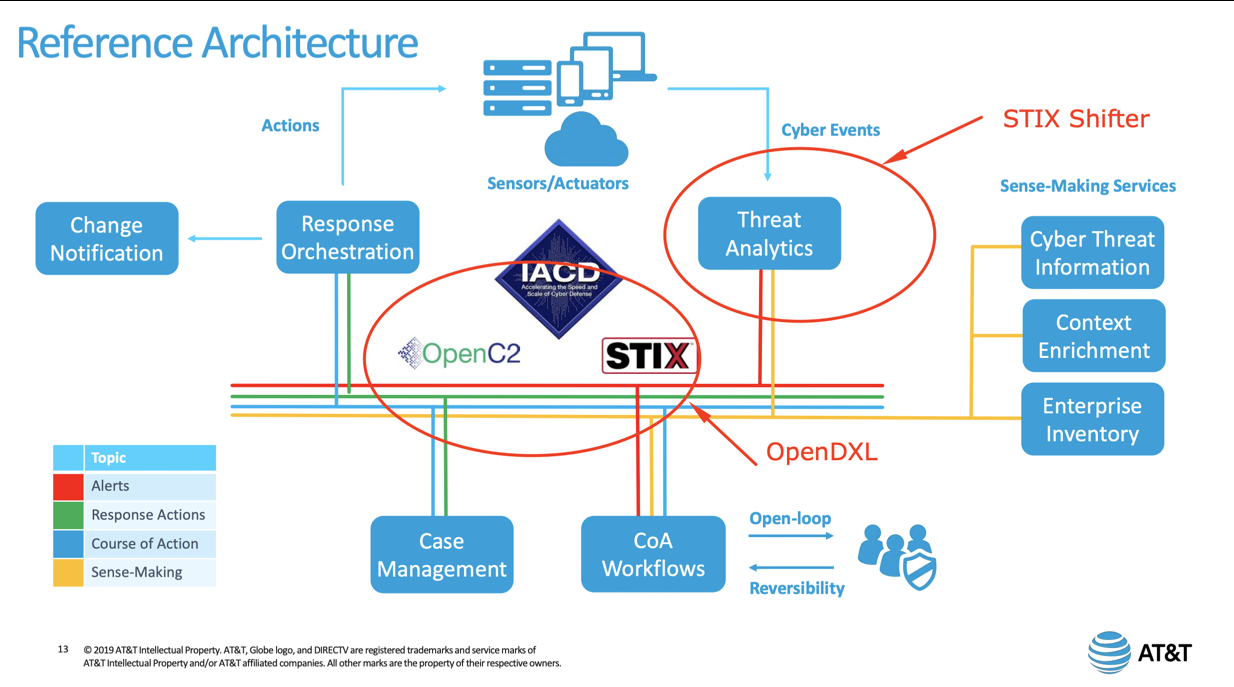 Reference Architecture
Actions
Cyber Events
STIX Shifter
Sensors/Actuators
Sense-Making Services
Change
Notification
Response
Orchestration
Threat
Analytics
Cyber Threat
Information
IACD
Accelerating the Speed and
Scale of Cyber Defense
Context
Enrichment
OpenC2
STIX
Enterprise
Inventory
OpenDXL
Topic
Alerts
Response Actions
Course of Action
Sense-Making
Case
Management
CoA
Workflows
Open-loop
Reversibility
13
© 2019 AT&T Intellectual Property. AT&T, Globe logo, and DIRECTV are registered trademarks and service marks of
AT&T Intellectual Property and/or AT&T affiliated companies. All other marks are the property of their respective owners.
AT&T